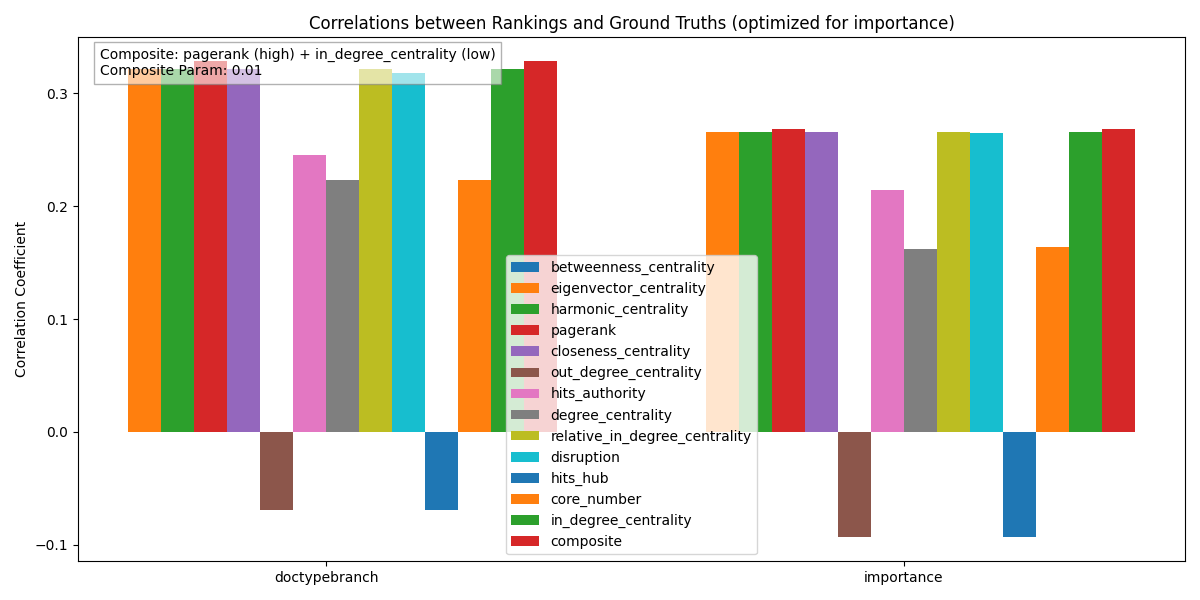 Correlations between Rankings and Ground Truths (optimized for importance)
Composite: pagerank (high) + in_degree_centrality (low)
Composite Param: 0.01
Correlation Coefficient
0.3
0.2
0.1
0.0
−0.1
betweenness_centrality
eigenvector_centrality
harmonic_centrality
pagerank
closeness_centrality
out_degree_centrality
hits_authority
degree_centrality
relative_in_degree_centrality
disruption
hits_hub
core_number
in_degree_centrality
composite
doctypebranch
importance